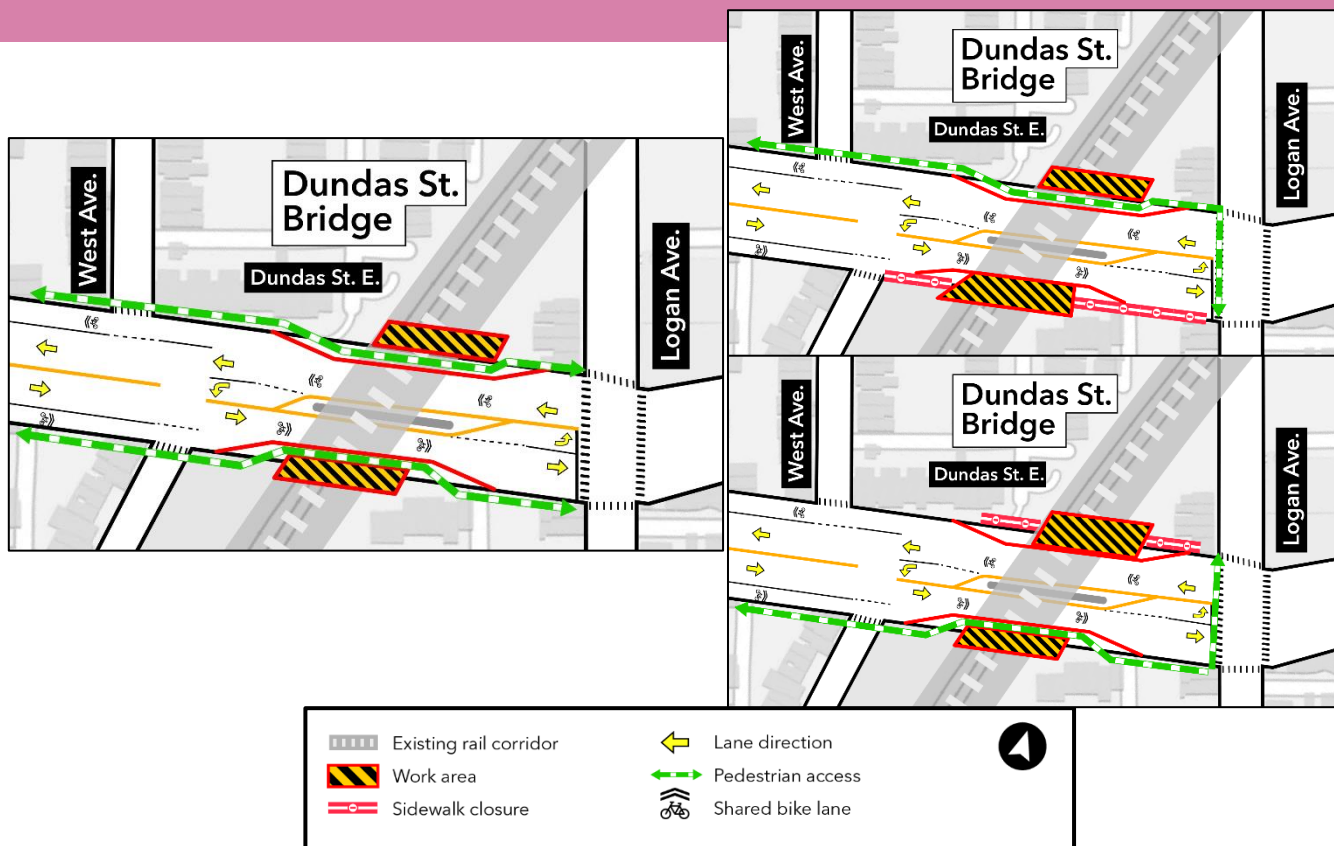 West Ave.
Dundas St.
Bridge
Dundas St. E.
Logan Ave.
West Ave.
Dundas St.
Bridge
Dundas St. E.
Logan Ave.
West Ave.
Dundas St.
Bridge
Dundas St. E.
Logan Ave.
Existing rail corridor
Work area
Sidewalk closure
Lane direction
Pedestrian access
Shared bike lane